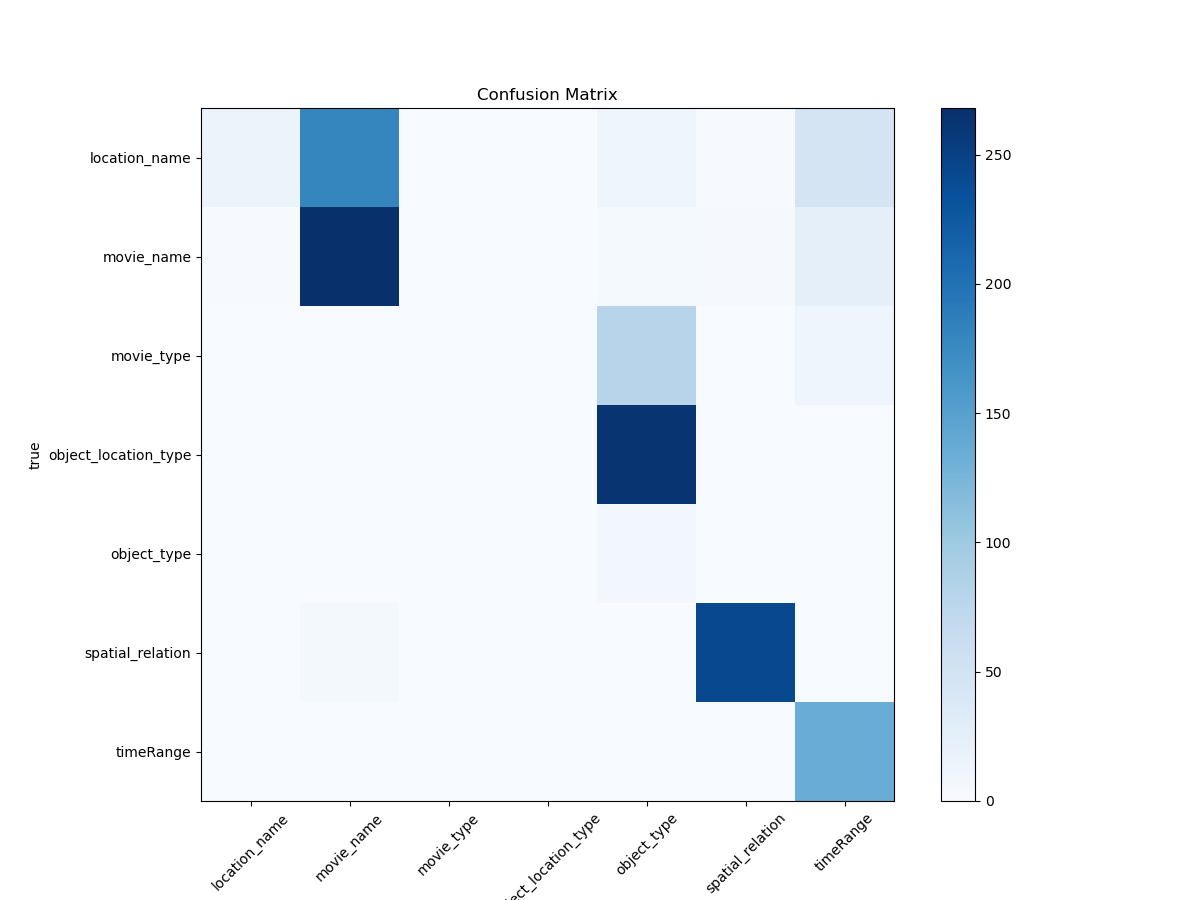 Confusion Matrix
location_name
movie_name
movie_type
object_location_type
object_type
spatial_relation
timeRange
true
location_name
movie_name
movie_type
ect_location_type
object_type
spatial_relation
timeRange
250
200
150
100
50
0